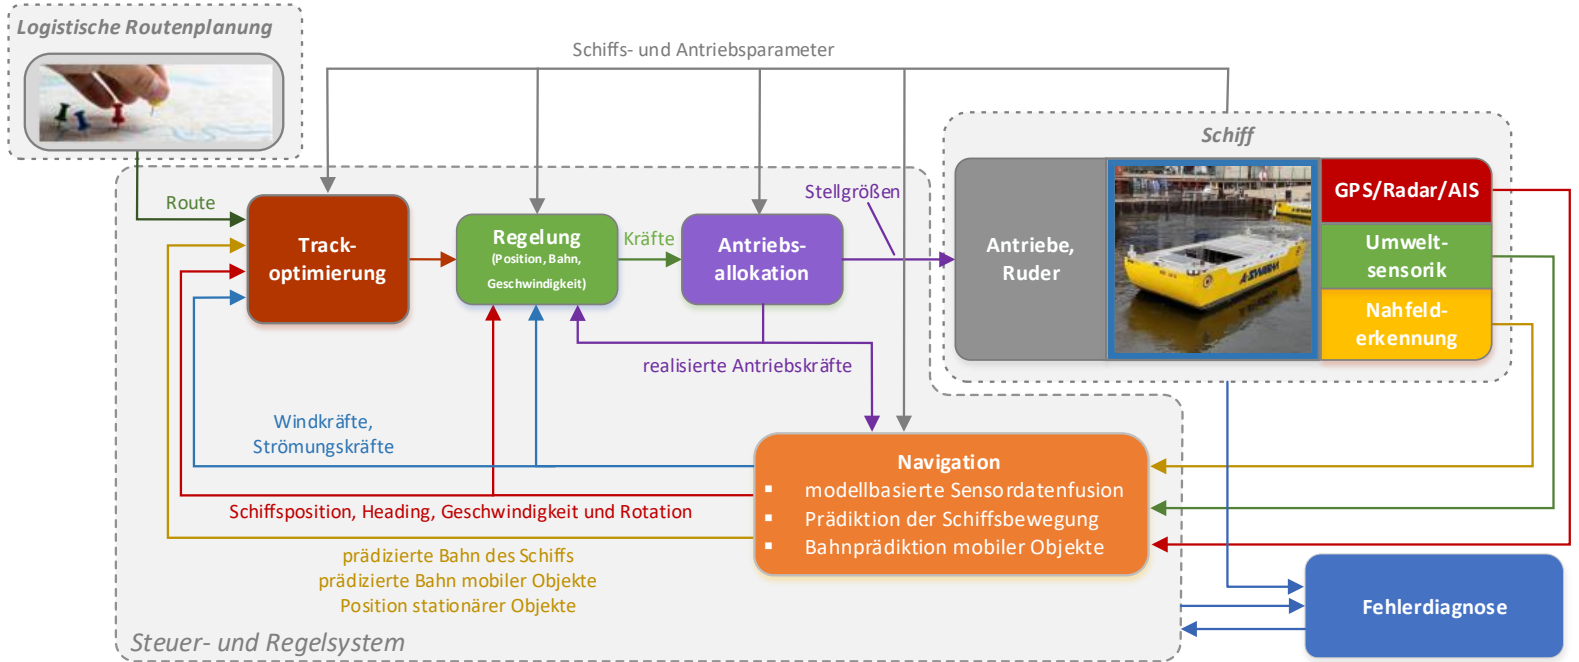 Logistische Routenplanung
Schiffs- und Antriebsparameter
Schiff
Route
Track-
optimierung
Regelung
(Position, Bahn,
Geschwindigkeit)
Kräfte
Antriebs-
allokation
Stellgrößen
Antriebe,
Ruder
A-SWARM
GPS/Radar/AIS
Umwelt-
sensorik
Nahfeld-
erkennung
realisierte Antriebskräfte
Windkräfte,
Strömungskräfte
Navigation
▪ modellbasierte Sensordatenfusion
▪ Prädiktion der Schiffsbewegung
▪ Bahnprädiktion mobiler Objekte
Schiffsposition, Heading, Geschwindigkeit und Rotation
prädizierte Bahn des Schiffs
prädizierte Bahn mobiler Objekte
Position stationärer Objekte
Fehlerdiagnose
Steuer- und Regelsystem